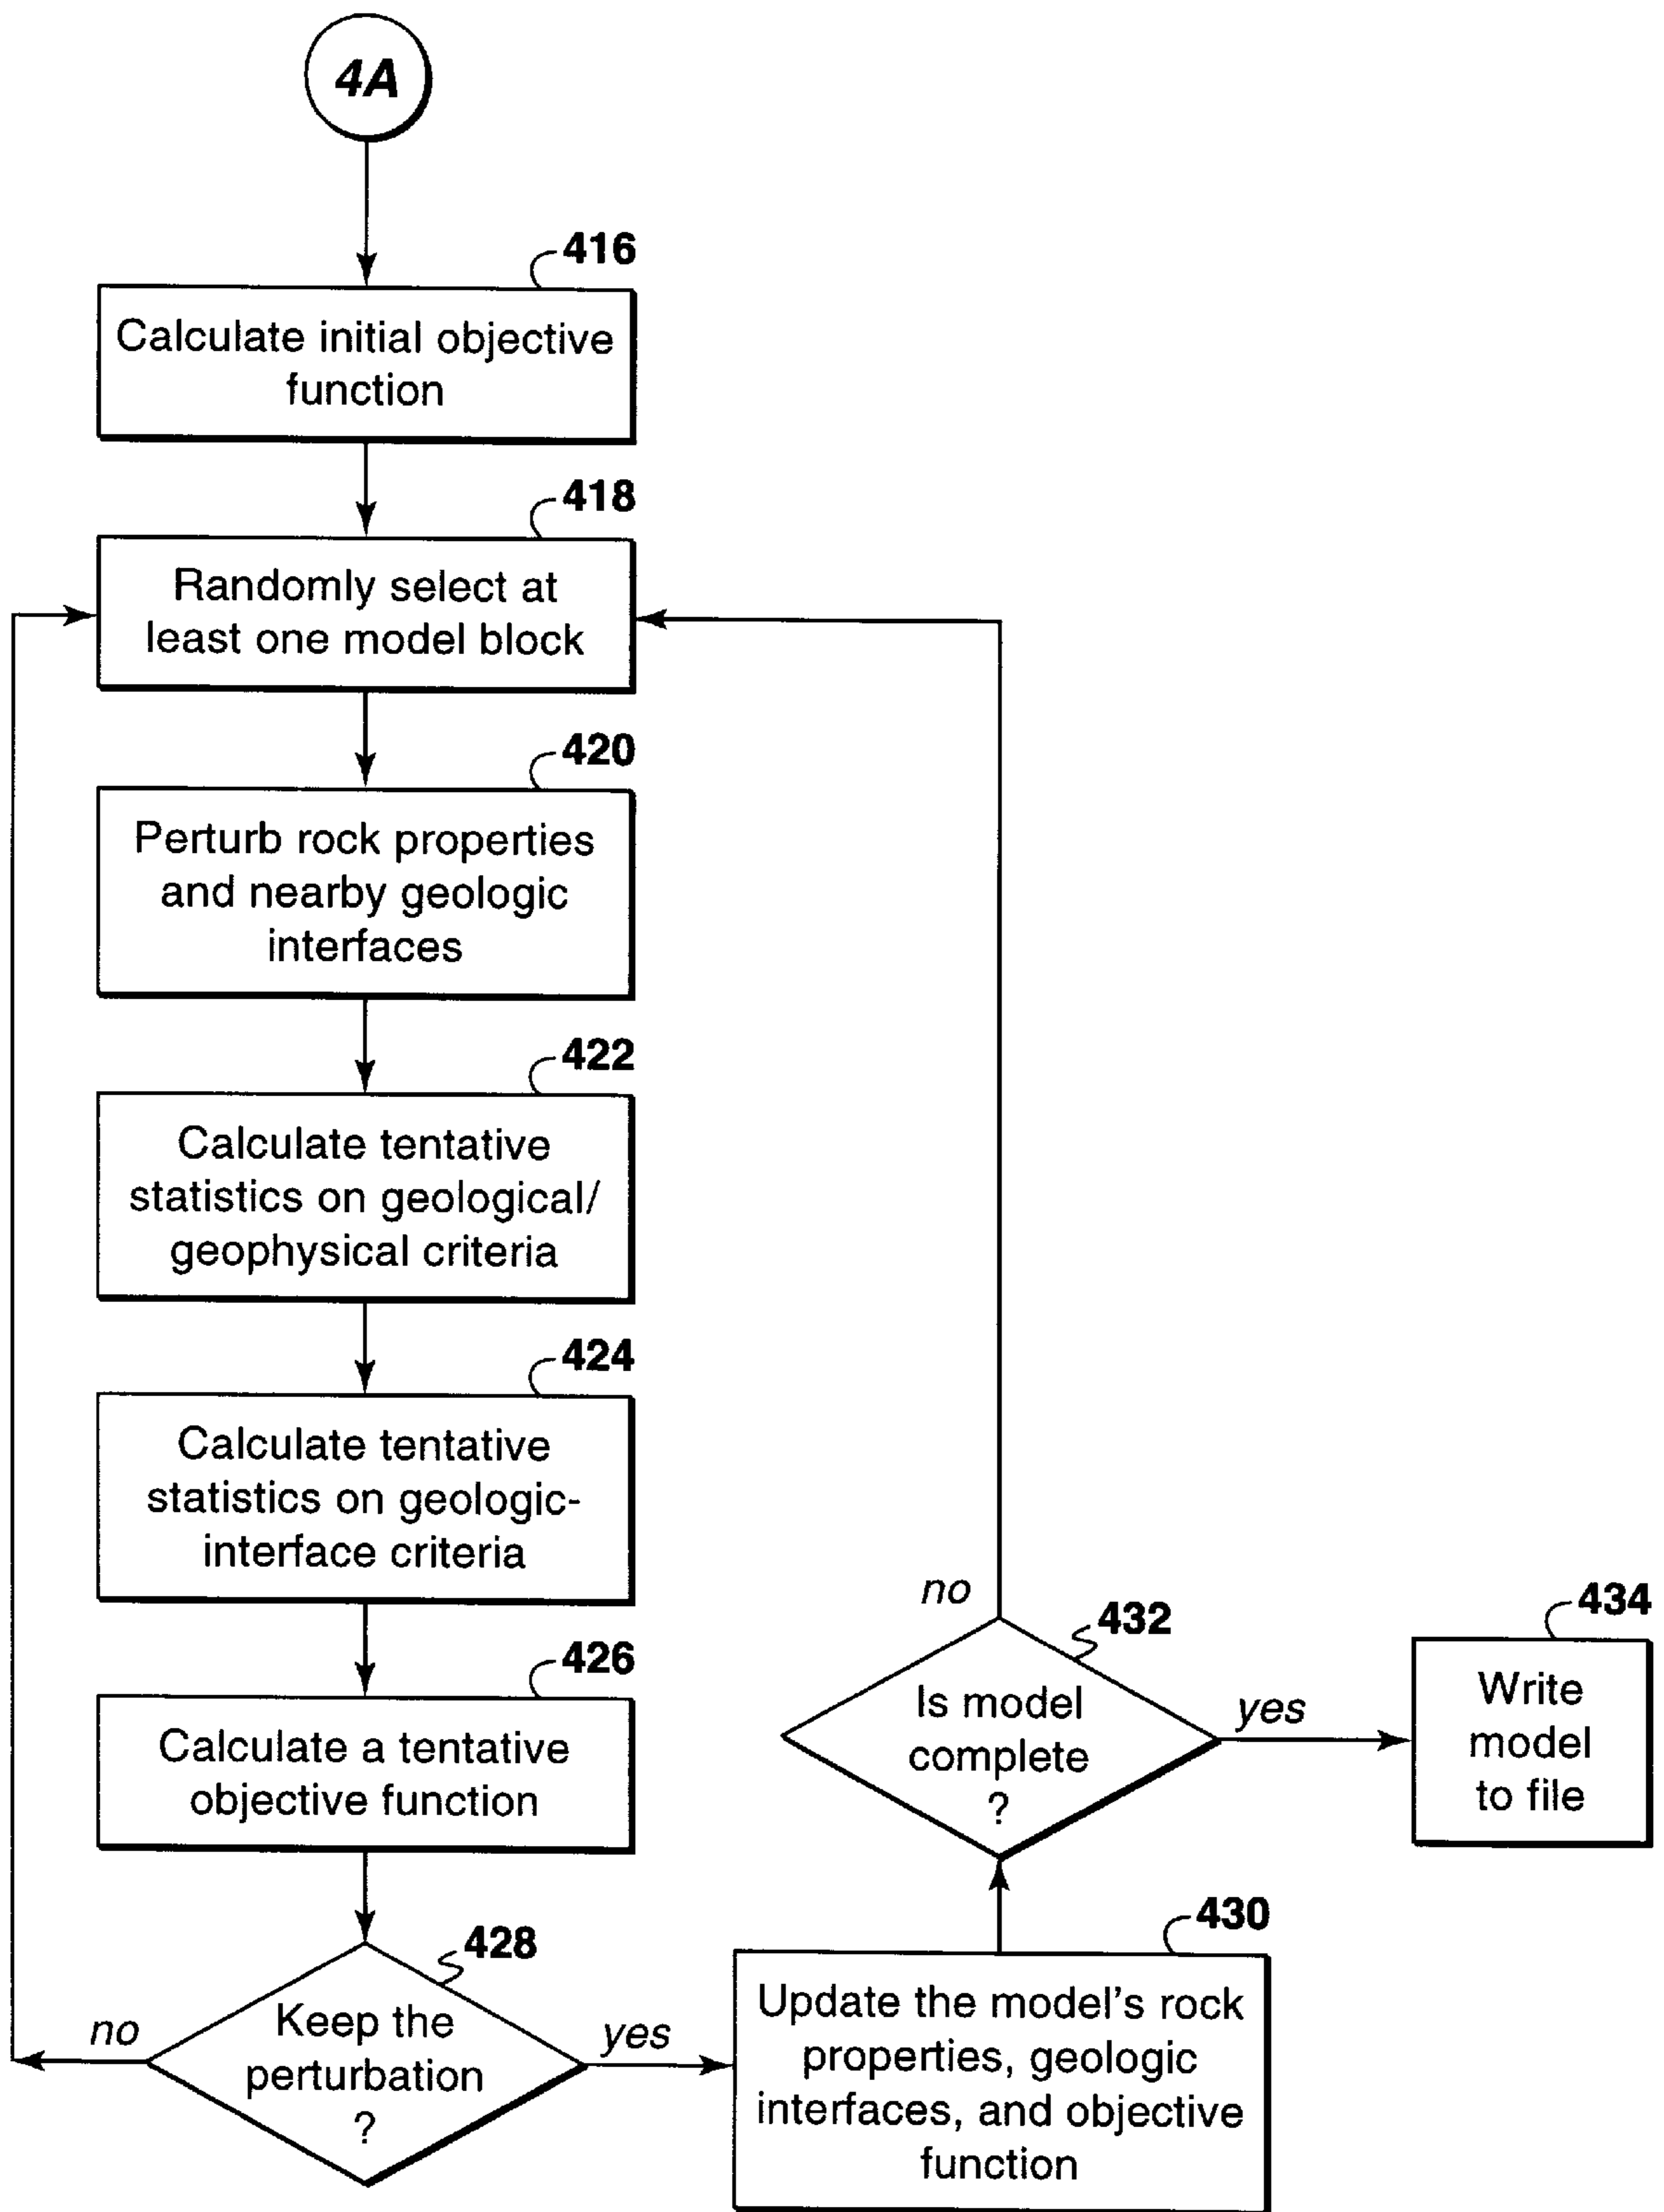 4A
416
Calculate initial objective
function
418
Randomly select at
least one model block
420
Perturb rock properties
and nearby geologic
interfaces
422
Calculate tentative
statistics on geological/
geophysical criteria
424
Calculate tentative
statistics on geologic-
interface criteria
426
Calculate a tentative
objective function
428
Keep the
perturbation
?
no
yes
430
Update the model's rock
properties, geologic
interfaces, and objective
function
432
Is model
complete
?
no
yes
434
Write
model
to file